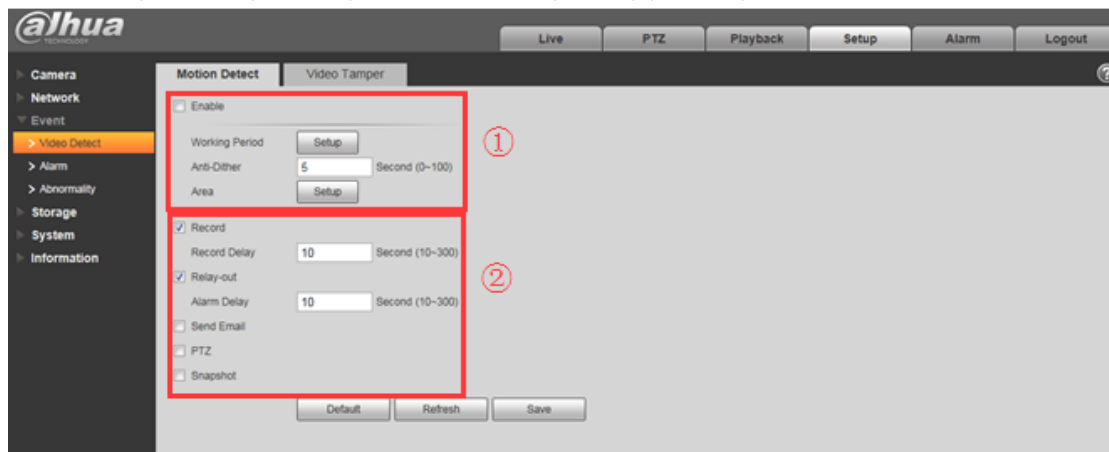 alhua
TECHNOLOGY
Live PTZ Playback Setup Alarm Logout
Camera
Network
Event
> Video Detect
> Alarm
> Abnormality
Storage
System
Information
Motion Detect Video Tamper
?
Enable
①
Working Period Setup
Anti-Dither 5 Second (0~100)
Area Setup
Record
Record Delay 10 Second (10~300)
②
Relay-out
Alarm Delay 10 Second (10~300)
Send Email
PTZ
Snapshot
Default Refresh Save